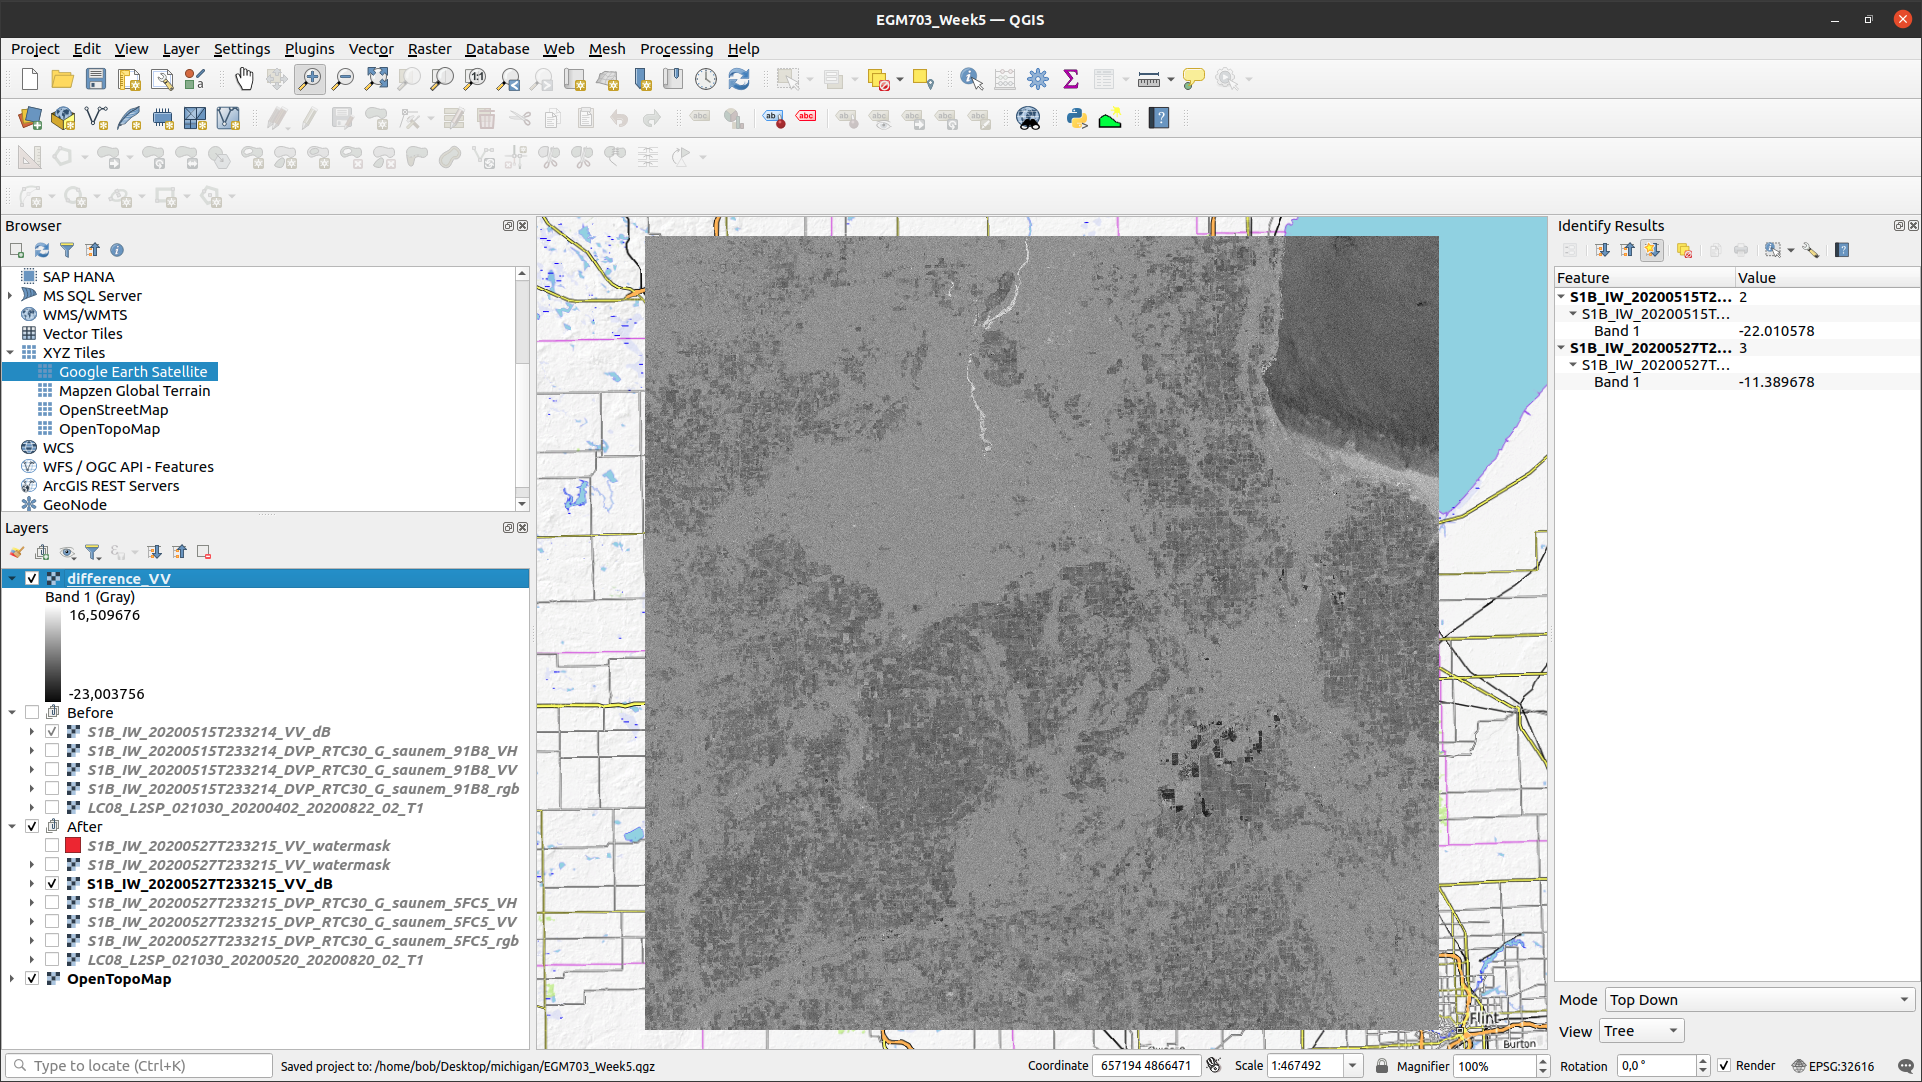 EGM703_Week5 — QGIS
Project Edit View Layer Settings Plugins Vector Raster Database Web Mesh Processing Help
Browser
SAP HANA
MS SQL Server
WMS/WMTS
Vector Tiles
XYZ Tiles
Google Earth Satellite
Mapzen Global Terrain
OpenStreetMap
OpenTopoMap
WCS
WFS / OGC API - Features
ArcGIS REST Servers
GeoNode
Layers
difference_VV
Band 1 (Gray)
16,509676
-23,003756
Before
S1B_IW_20200515T233214_VV_dB
S1B_IW_20200515T233214_DVP_RTC30_G_saunem_91B8_VH
S1B_IW_20200515T233214_DVP_RTC30_G_saunem_91B8_VV
S1B_IW_20200515T233214_DVP_RTC30_G_saunem_91B8_rgb
LC08_L2SP_021030_20200402_20200822_02_T1
After
S1B_IW_20200527T233215_VV_watermask
S1B_IW_20200527T233215_VV_watermask
S1B_IW_20200527T233215_VV_dB
S1B_IW_20200527T233215_DVP_RTC30_G_saunem_5FC5_VH
S1B_IW_20200527T233215_DVP_RTC30_G_saunem_5FC5_VV
S1B_IW_20200527T233215_DVP_RTC30_G_saunem_5FC5_rgb
LC08_L2SP_021030_20200520_20200820_02_T1
OpenTopoMap
Flint
Burton
Identify Results
Feature Value
S1B_IW_20200515T2... 2
S1B_IW_20200515T...
Band 1 -22.010578
S1B_IW_20200527T2... 3
S1B_IW_20200527T...
Band 1 -11.389678
Mode Top Down
View Tree
Type to locate (Ctrl+K) Saved project to: /home/bob/Desktop/michigan/EGM703_Week5.qgz Coordinate 657194 4866471 Scale 1:467492 Magnifier 100% Rotation 0,0 ° Render EPSG:32616